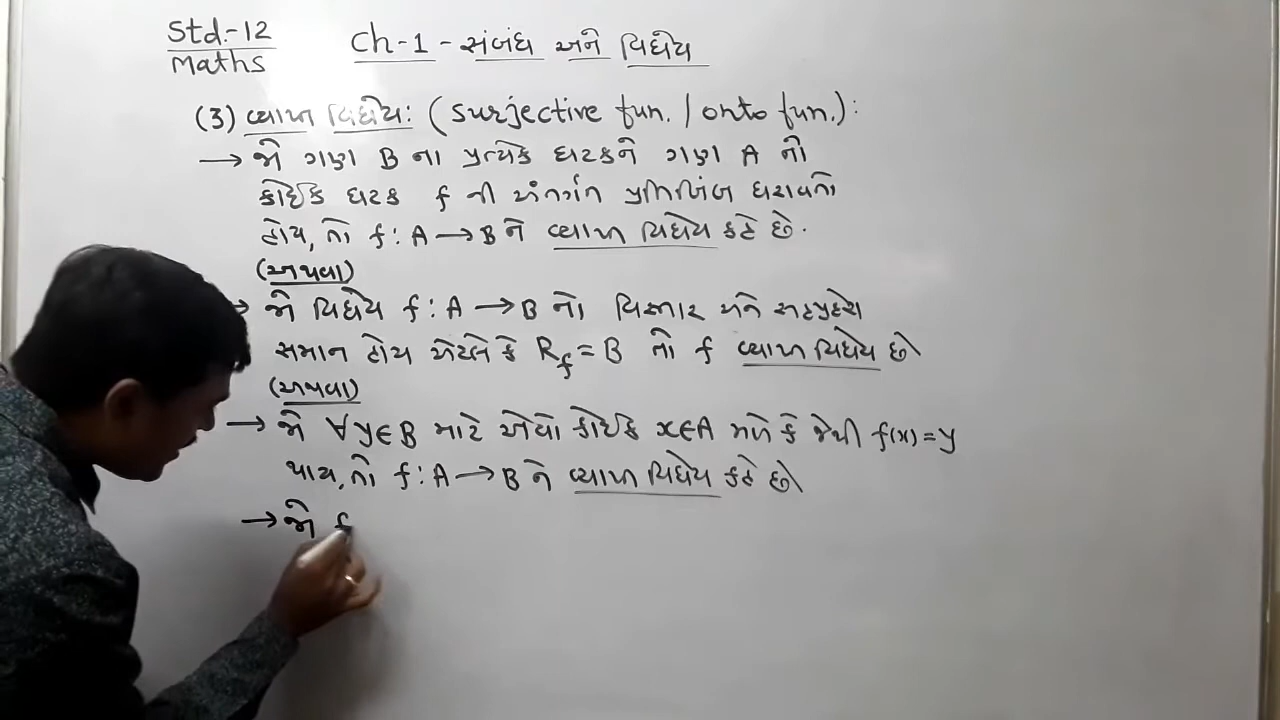 Std.-12
Maths
Ch-1 - સંબંધ અને વિધેય
(3) વ્યાપ્ત વિધેય: (Surjective fun. / onto fun.):
→ જો ગણ B ના પ્રત્યેક ઘટકને ગણ A નો
કોઈક ઘટક f ની અંતર્ગત પ્રતિબિંબ ધરાવતો
હોય, તો f : A → B ને વ્યાપ્ત વિધેય કહે છે.
(અથવા)
→ જો વિધેય f : A → B નો વિસ્તાર અને સહપ્રદેશ
સમાન હોય એટલે કે R_f = B તો f વ્યાપ્ત વિધેય છે
(અથવા)
→ જો ∀y∈B માટે એવો કોઈક x∈A મળે કે જેથી f(x)=y
થાય, તો f : A → B ને વ્યાપ્ત વિધેય કહે છે
→ જો f